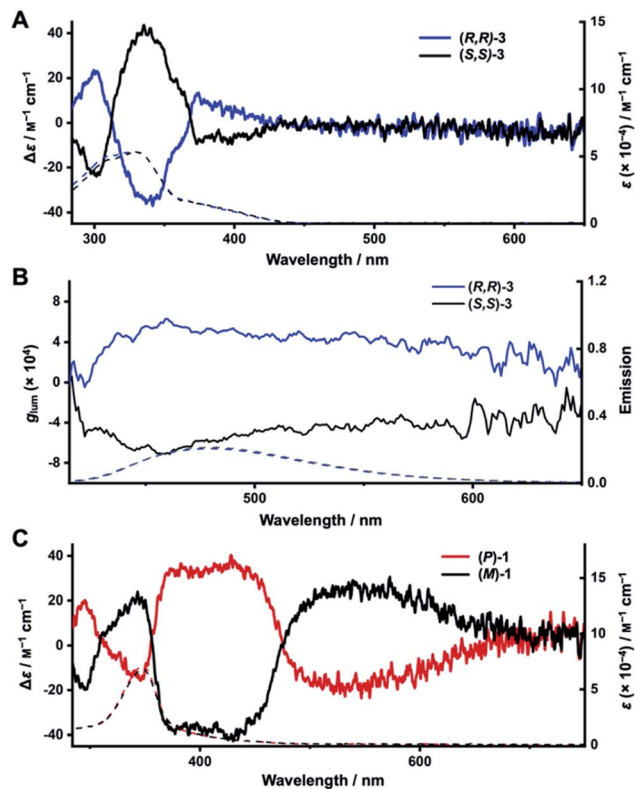 A
(R,R)-3
(S,S)-3
40
20
0
-20
-40
Δε / M⁻¹ cm⁻¹
15
10
5
0
ε (× 10⁻⁴) / M⁻¹ cm⁻¹
300 400 500 600
Wavelength / nm
B
(R,R)-3
(S,S)-3
8
4
0
-4
-8
glum (× 10⁴)
1.2
0.8
0.4
0.0
Emission
500 600
Wavelength / nm
C
(P)-1
(M)-1
40
20
0
-20
-40
Δε / M⁻¹ cm⁻¹
15
10
5
0
ε (× 10⁻⁴) / M⁻¹ cm⁻¹
400 600
Wavelength / nm